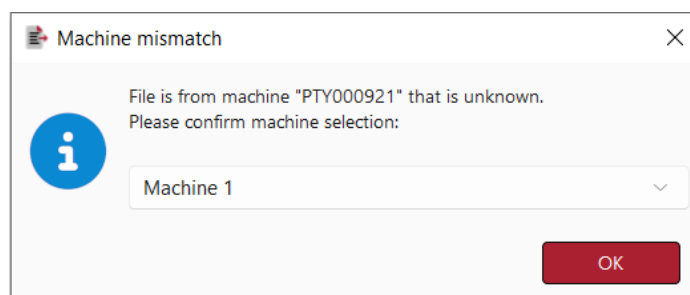 Machine mismatch
File is from machine "PTY000921" that is unknown.
Please confirm machine selection:
Machine 1
OK